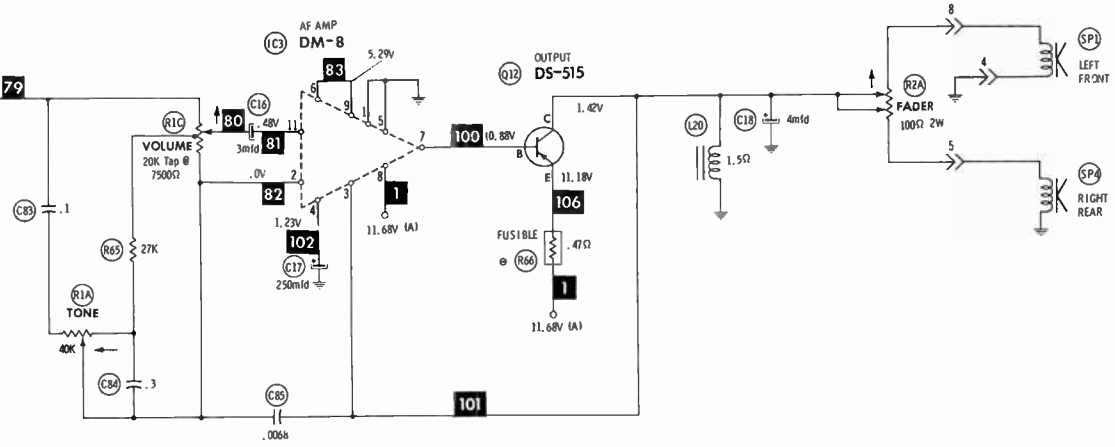 79
R1C
VOLUME
20K Tap @
7500Ω
80
C16
.48V
3mfd
81
.0V
82
AF AMP
IC3 DM-8
5.29V
83
6
9
1
5
11
2
4
3
8
7
1.23V
102
C17
250mfd
1
11.68V (A)
100
10.88V
OUTPUT
Q12 DS-515
C
B
E
1.42V
11.18V
106
FUSIBLE
R66
.47Ω
1
11.68V (A)
L20
1.5Ω
C18
4mfd
R2A
FADER
100Ω 2W
8
4
SP1
LEFT
FRONT
5
SP4
RIGHT
REAR
C83
.1
R65
27K
R1A
TONE
40K
C84
.3
C85
.0068
101